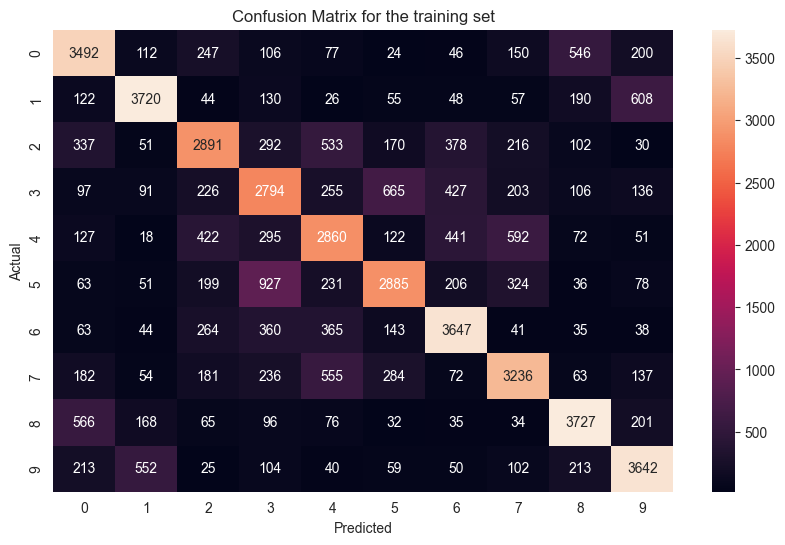 Confusion Matrix for the training set
0 3492 112 247 106 77 24 46 150 546 200
1 122 3720 44 130 26 55 48 57 190 608
2 337 51 2891 292 533 170 378 216 102 30
3 97 91 226 2794 255 665 427 203 106 136
4 127 18 422 295 2860 122 441 592 72 51
5 63 51 199 927 231 2885 206 324 36 78
6 63 44 264 360 365 143 3647 41 35 38
7 182 54 181 236 555 284 72 3236 63 137
8 566 168 65 96 76 32 35 34 3727 201
9 213 552 25 104 40 59 50 102 213 3642
0 1 2 3 4 5 6 7 8 9
Predicted
Actual
3500
3000
2500
2000
1500
1000
500